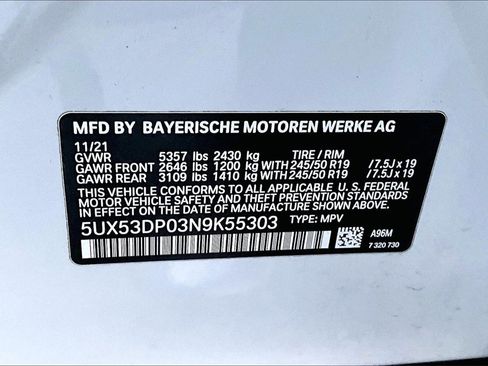 MFD BY BAYERISCHE MOTOREN WERKE AG
11/21
GVWR 5357 lbs 2430 kg TIRE / RIM
GAWR FRONT 2646 lbs 1200 kg WITH 245/50 R19 /7.5J x 19
GAWR REAR 3109 lbs 1410 kg WITH 245/50 R19 /7.5J x 19
THIS VEHICLE CONFORMS TO ALL APPLICABLE U. S. FEDERAL
MOTOR VEHICLE SAFETY AND THEFT PREVENTION STANDARDS
IN EFFECT ON THE DATE OF MANUFACTURE SHOWN ABOVE.
5UX53DP03N9K55303 TYPE: MPV
A96M
7 320 730